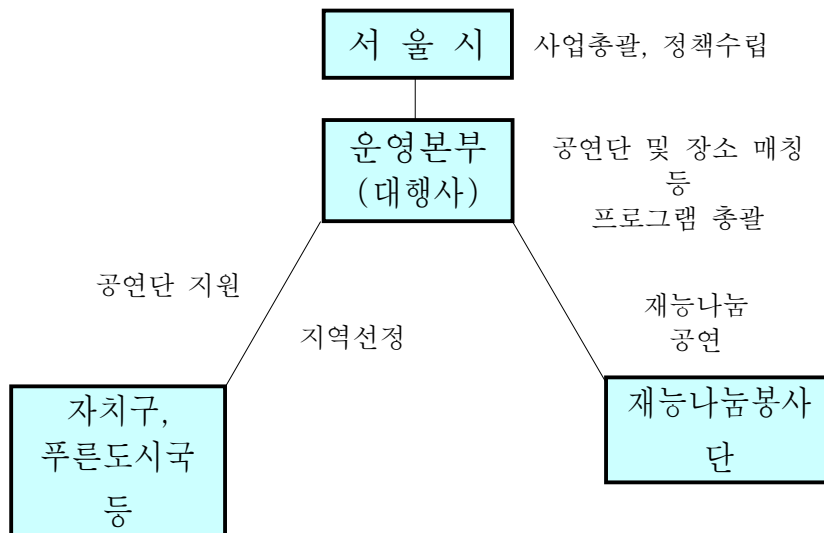 서 울 시
사업총괄, 정책수립
운영본부
(대행사)
공연단 및 장소 매칭
등
프로그램 총괄
공연단 지원
지역선정
재능나눔
공연
자치구,
푸른도시국
등
재능나눔봉사
단